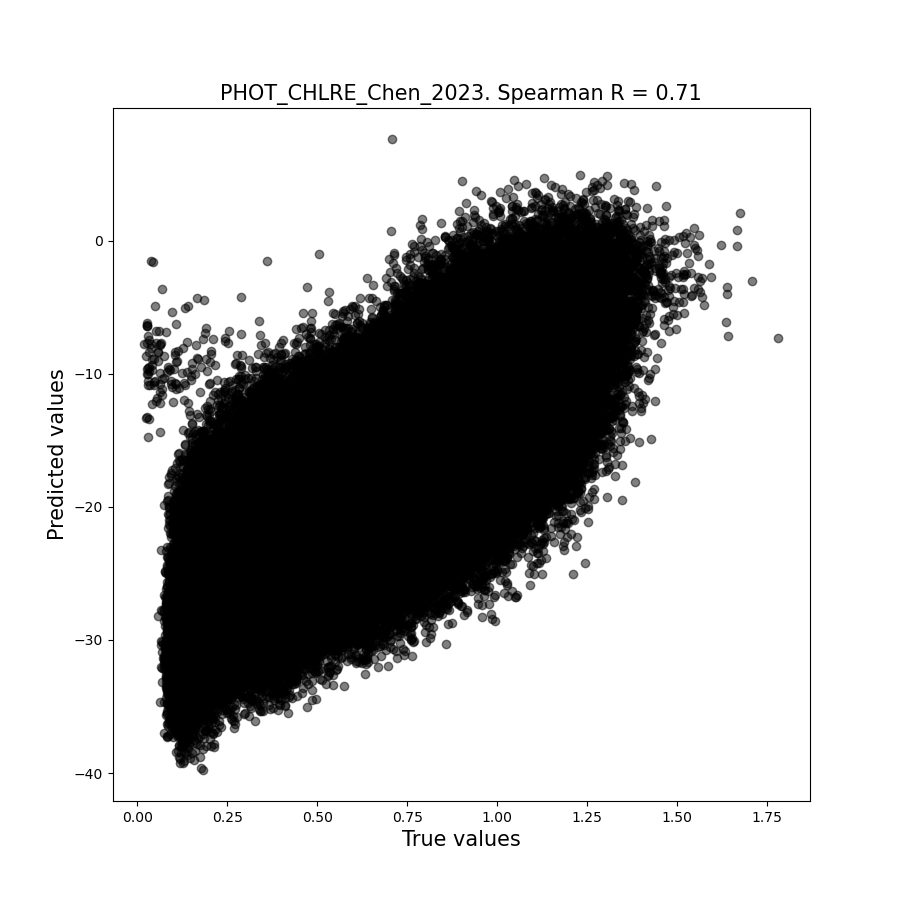 PHOT_CHLRE_Chen_2023. Spearman R = 0.71
Predicted values
0
−10
−20
−30
−40
0.00 0.25 0.50 0.75 1.00 1.25 1.50 1.75
True values